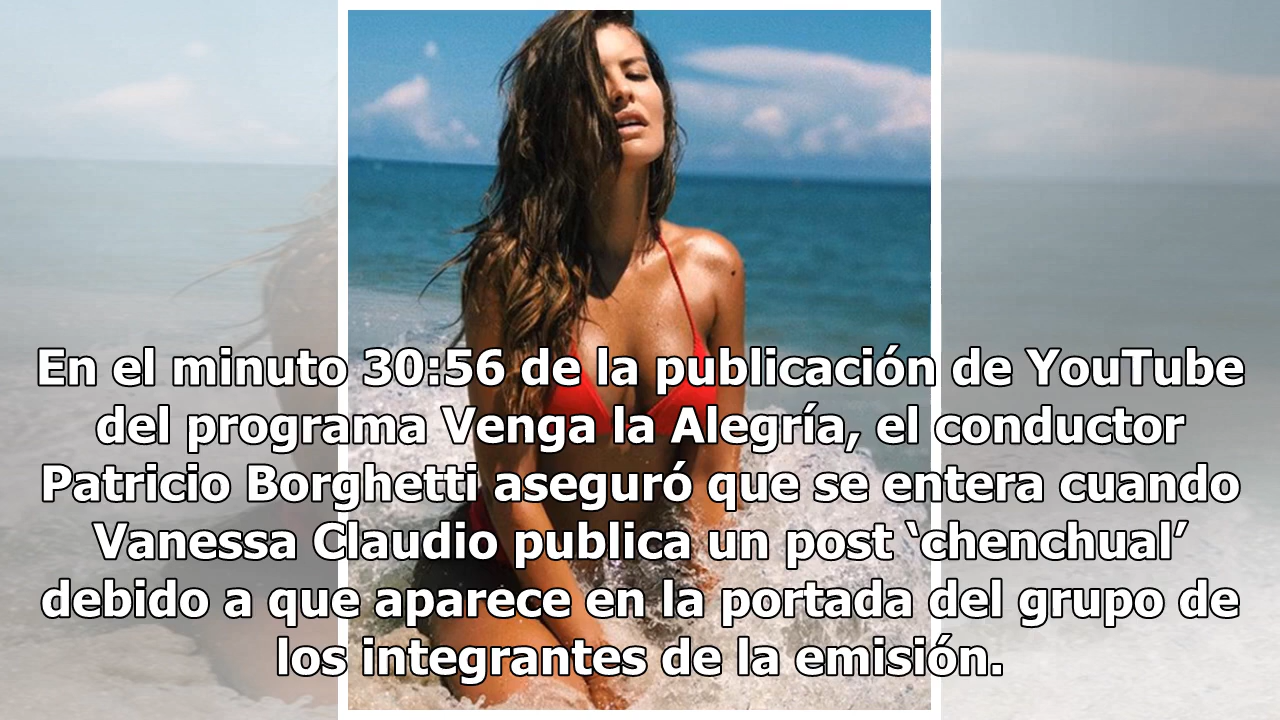 En el minuto 30:56 de la publicación de YouTube
del programa Venga la Alegría, el conductor
Patricio Borghetti aseguró que se entera cuando
Vanessa Claudio publica un post ‘chenchual’
debido a que aparece en la portada del grupo de
los integrantes de la emisión.